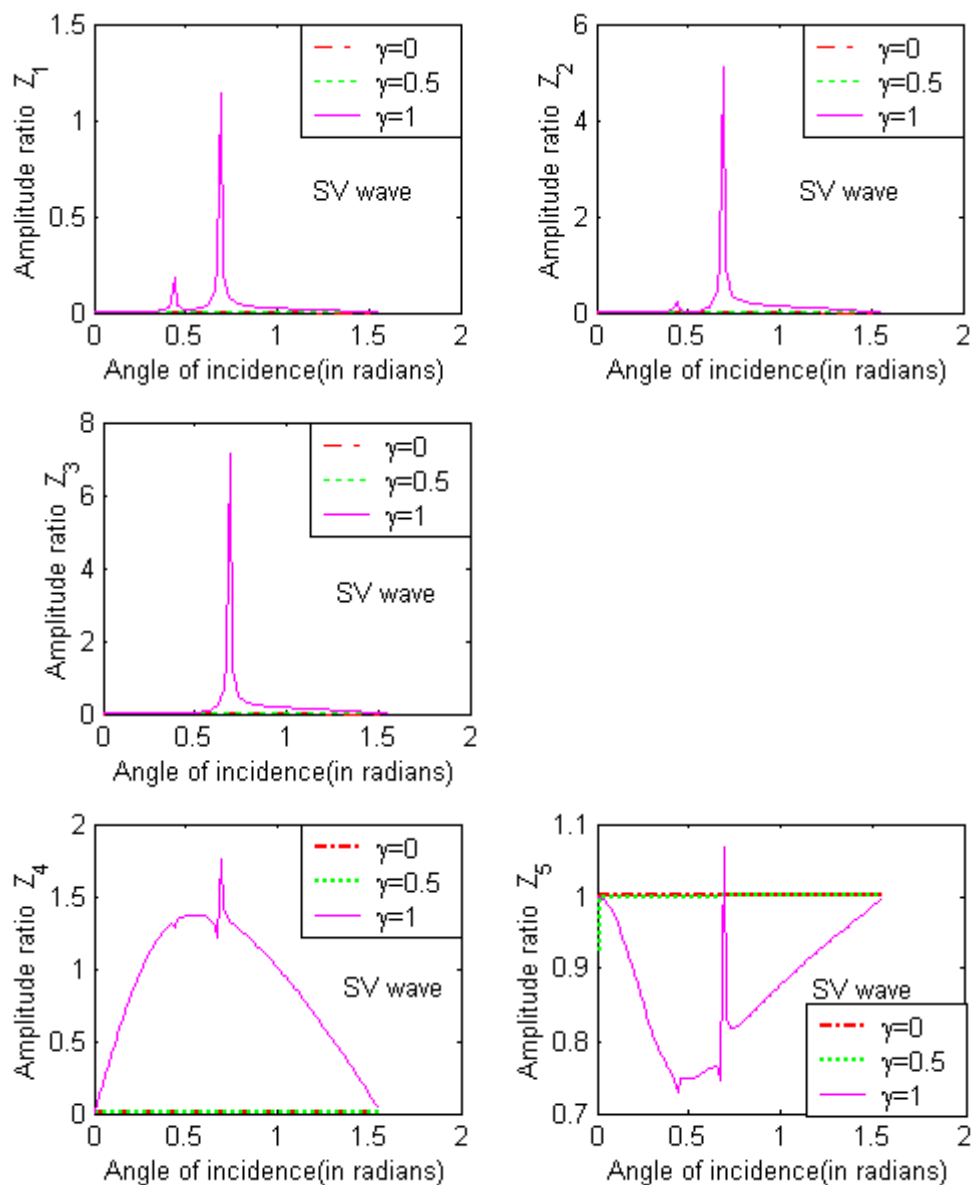 1.5
1
0.5
0
0
0.5
1
1.5
2
Amplitude ratio Z1
Angle of incidence(in radians)
γ=0
γ=0.5
γ=1
SV wave
6
4
2
0
0
0.5
1
1.5
2
Amplitude ratio Z2
Angle of incidence(in radians)
γ=0
γ=0.5
γ=1
SV wave
8
6
4
2
0
0
0.5
1
1.5
2
Amplitude ratio Z3
Angle of incidence(in radians)
γ=0
γ=0.5
γ=1
SV wave
2
1.5
1
0.5
0
0
0.5
1
1.5
2
Amplitude ratio Z4
Angle of incidence(in radians)
γ=0
γ=0.5
γ=1
SV wave
1.1
1
0.9
0.8
0.7
0
0.5
1
1.5
2
Amplitude ratio Z5
Angle of incidence(in radians)
SV wave
γ=0
γ=0.5
γ=1